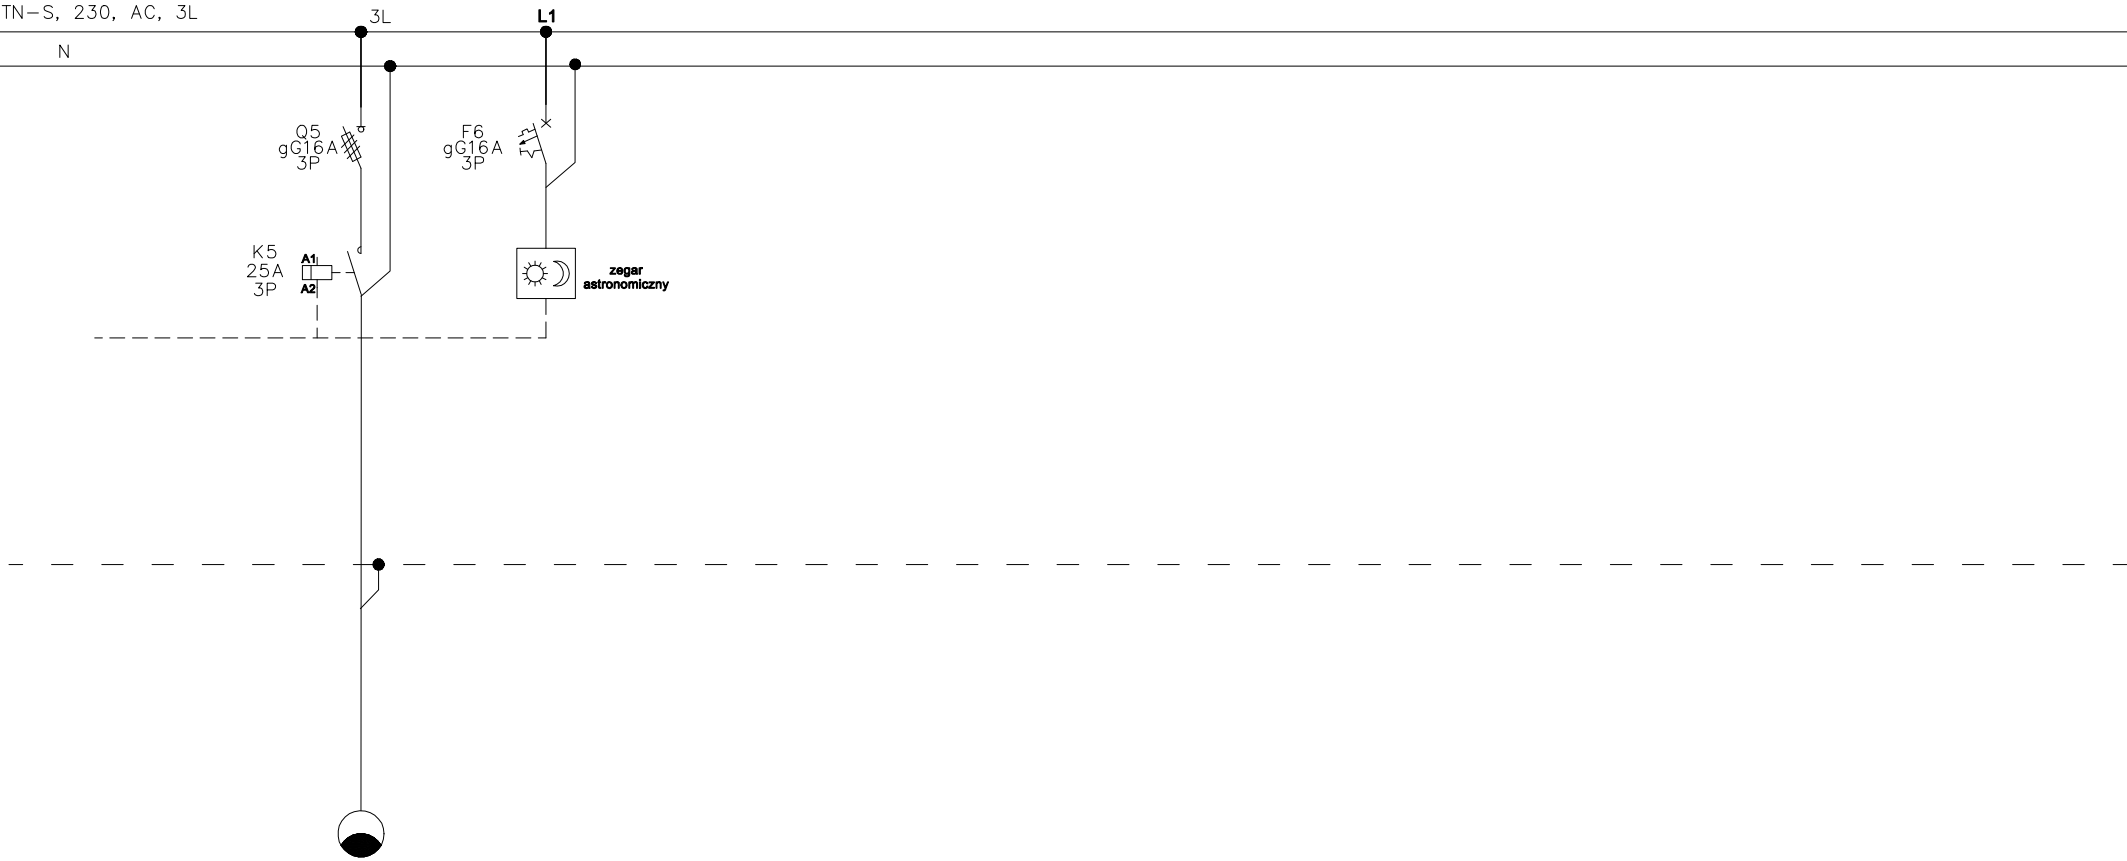 TN-S, 230, AC, 3L
3L
L1
N
Q5
gG16A
3P
F6
gG16A
3P
K5
25A
3P
A1
A2
zegar
astronomiczny